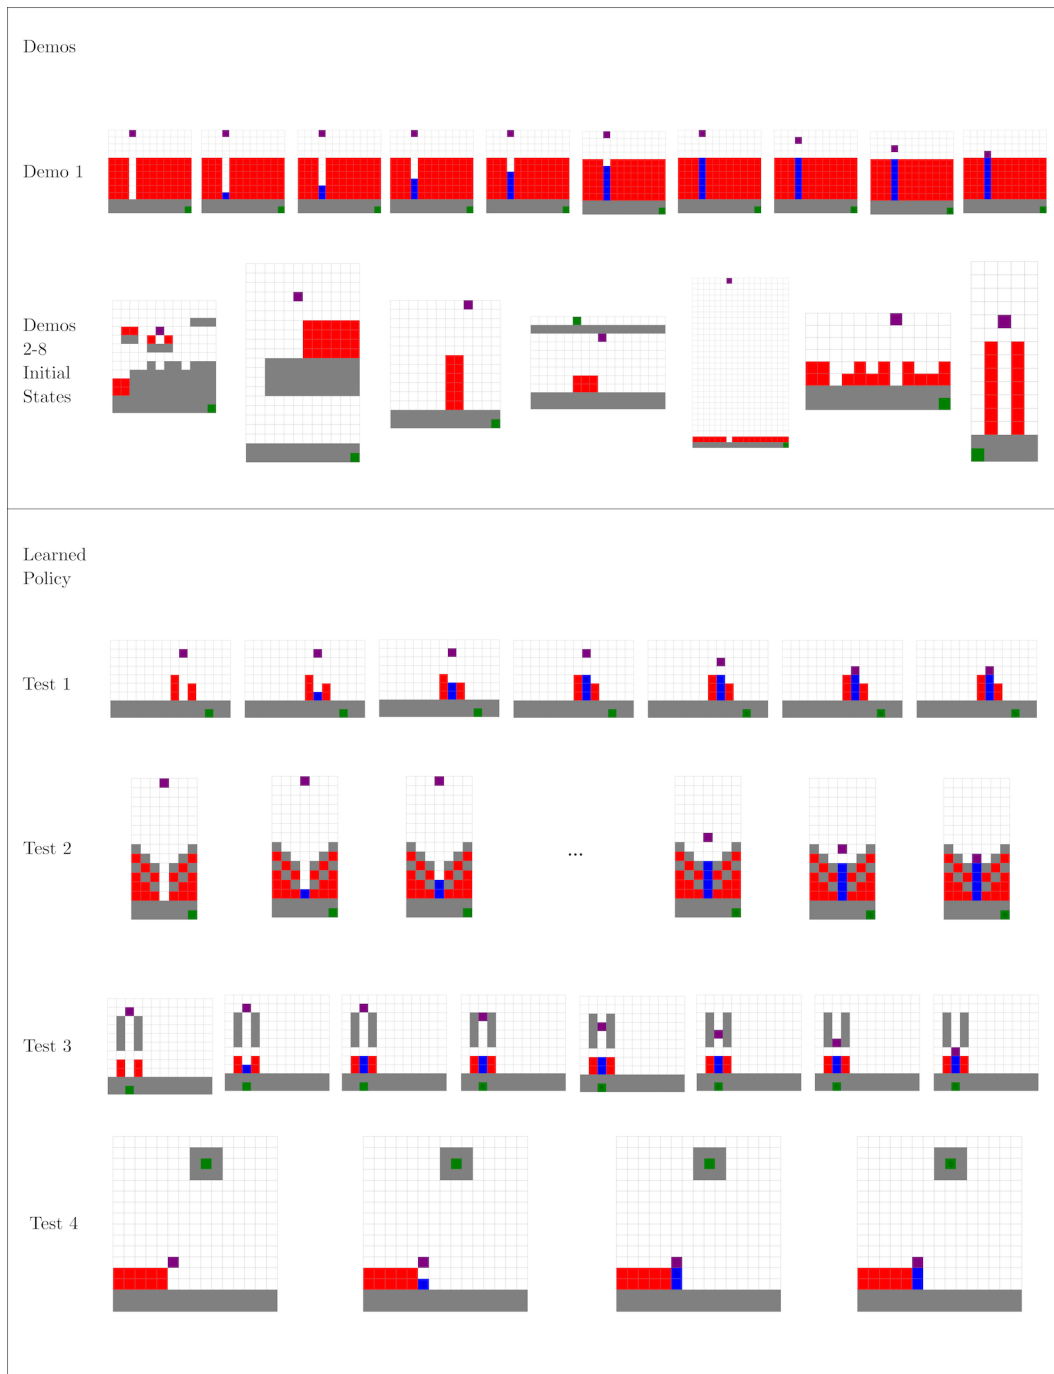 Demos
Demo 1
Demos
2-8
Initial
States
Learned
Policy
Test 1
Test 2
...
Test 3
Test 4